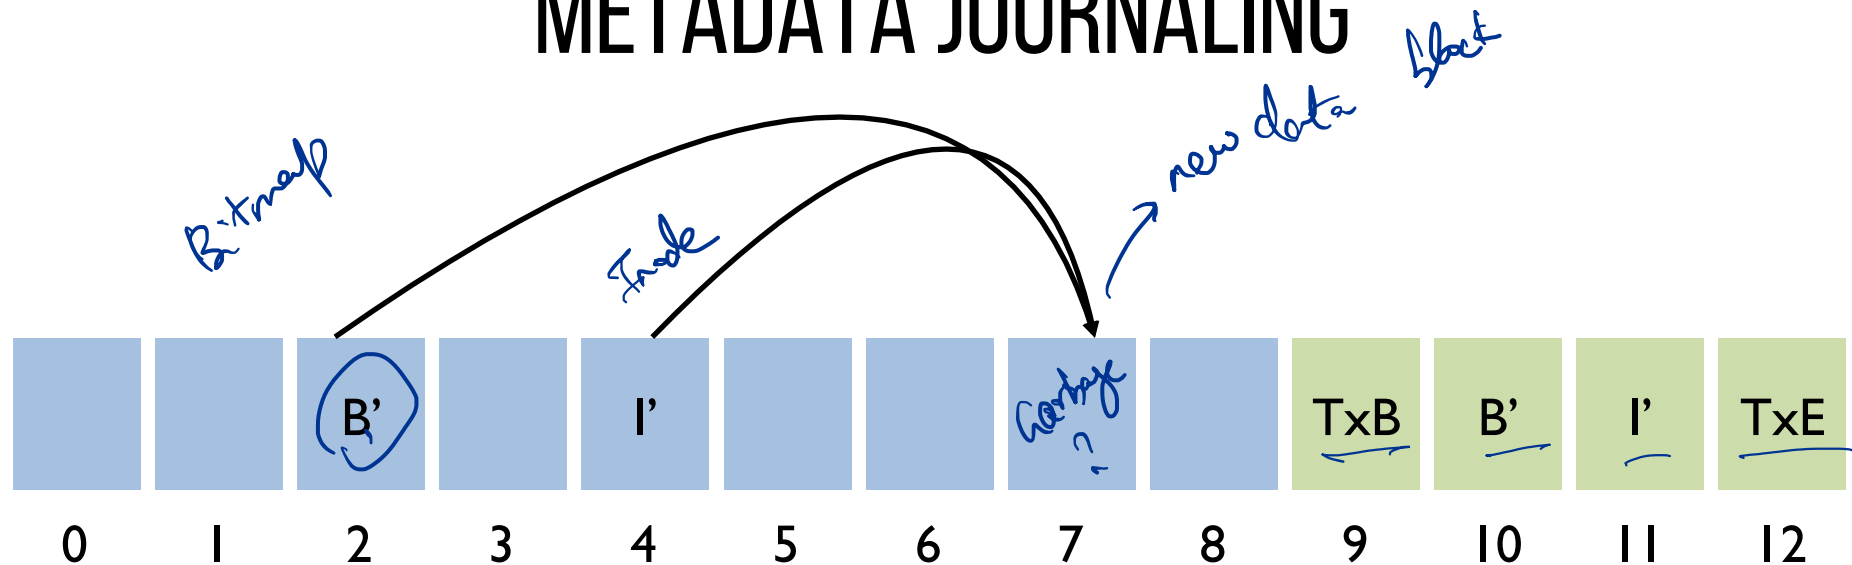 METADATA JOURNALING
new data block
Bitmap
Inode
B’ I’ Garbage ? TxB B’ I’ TxE
0 1 2 3 4 5 6 7 8 9 10 11 12